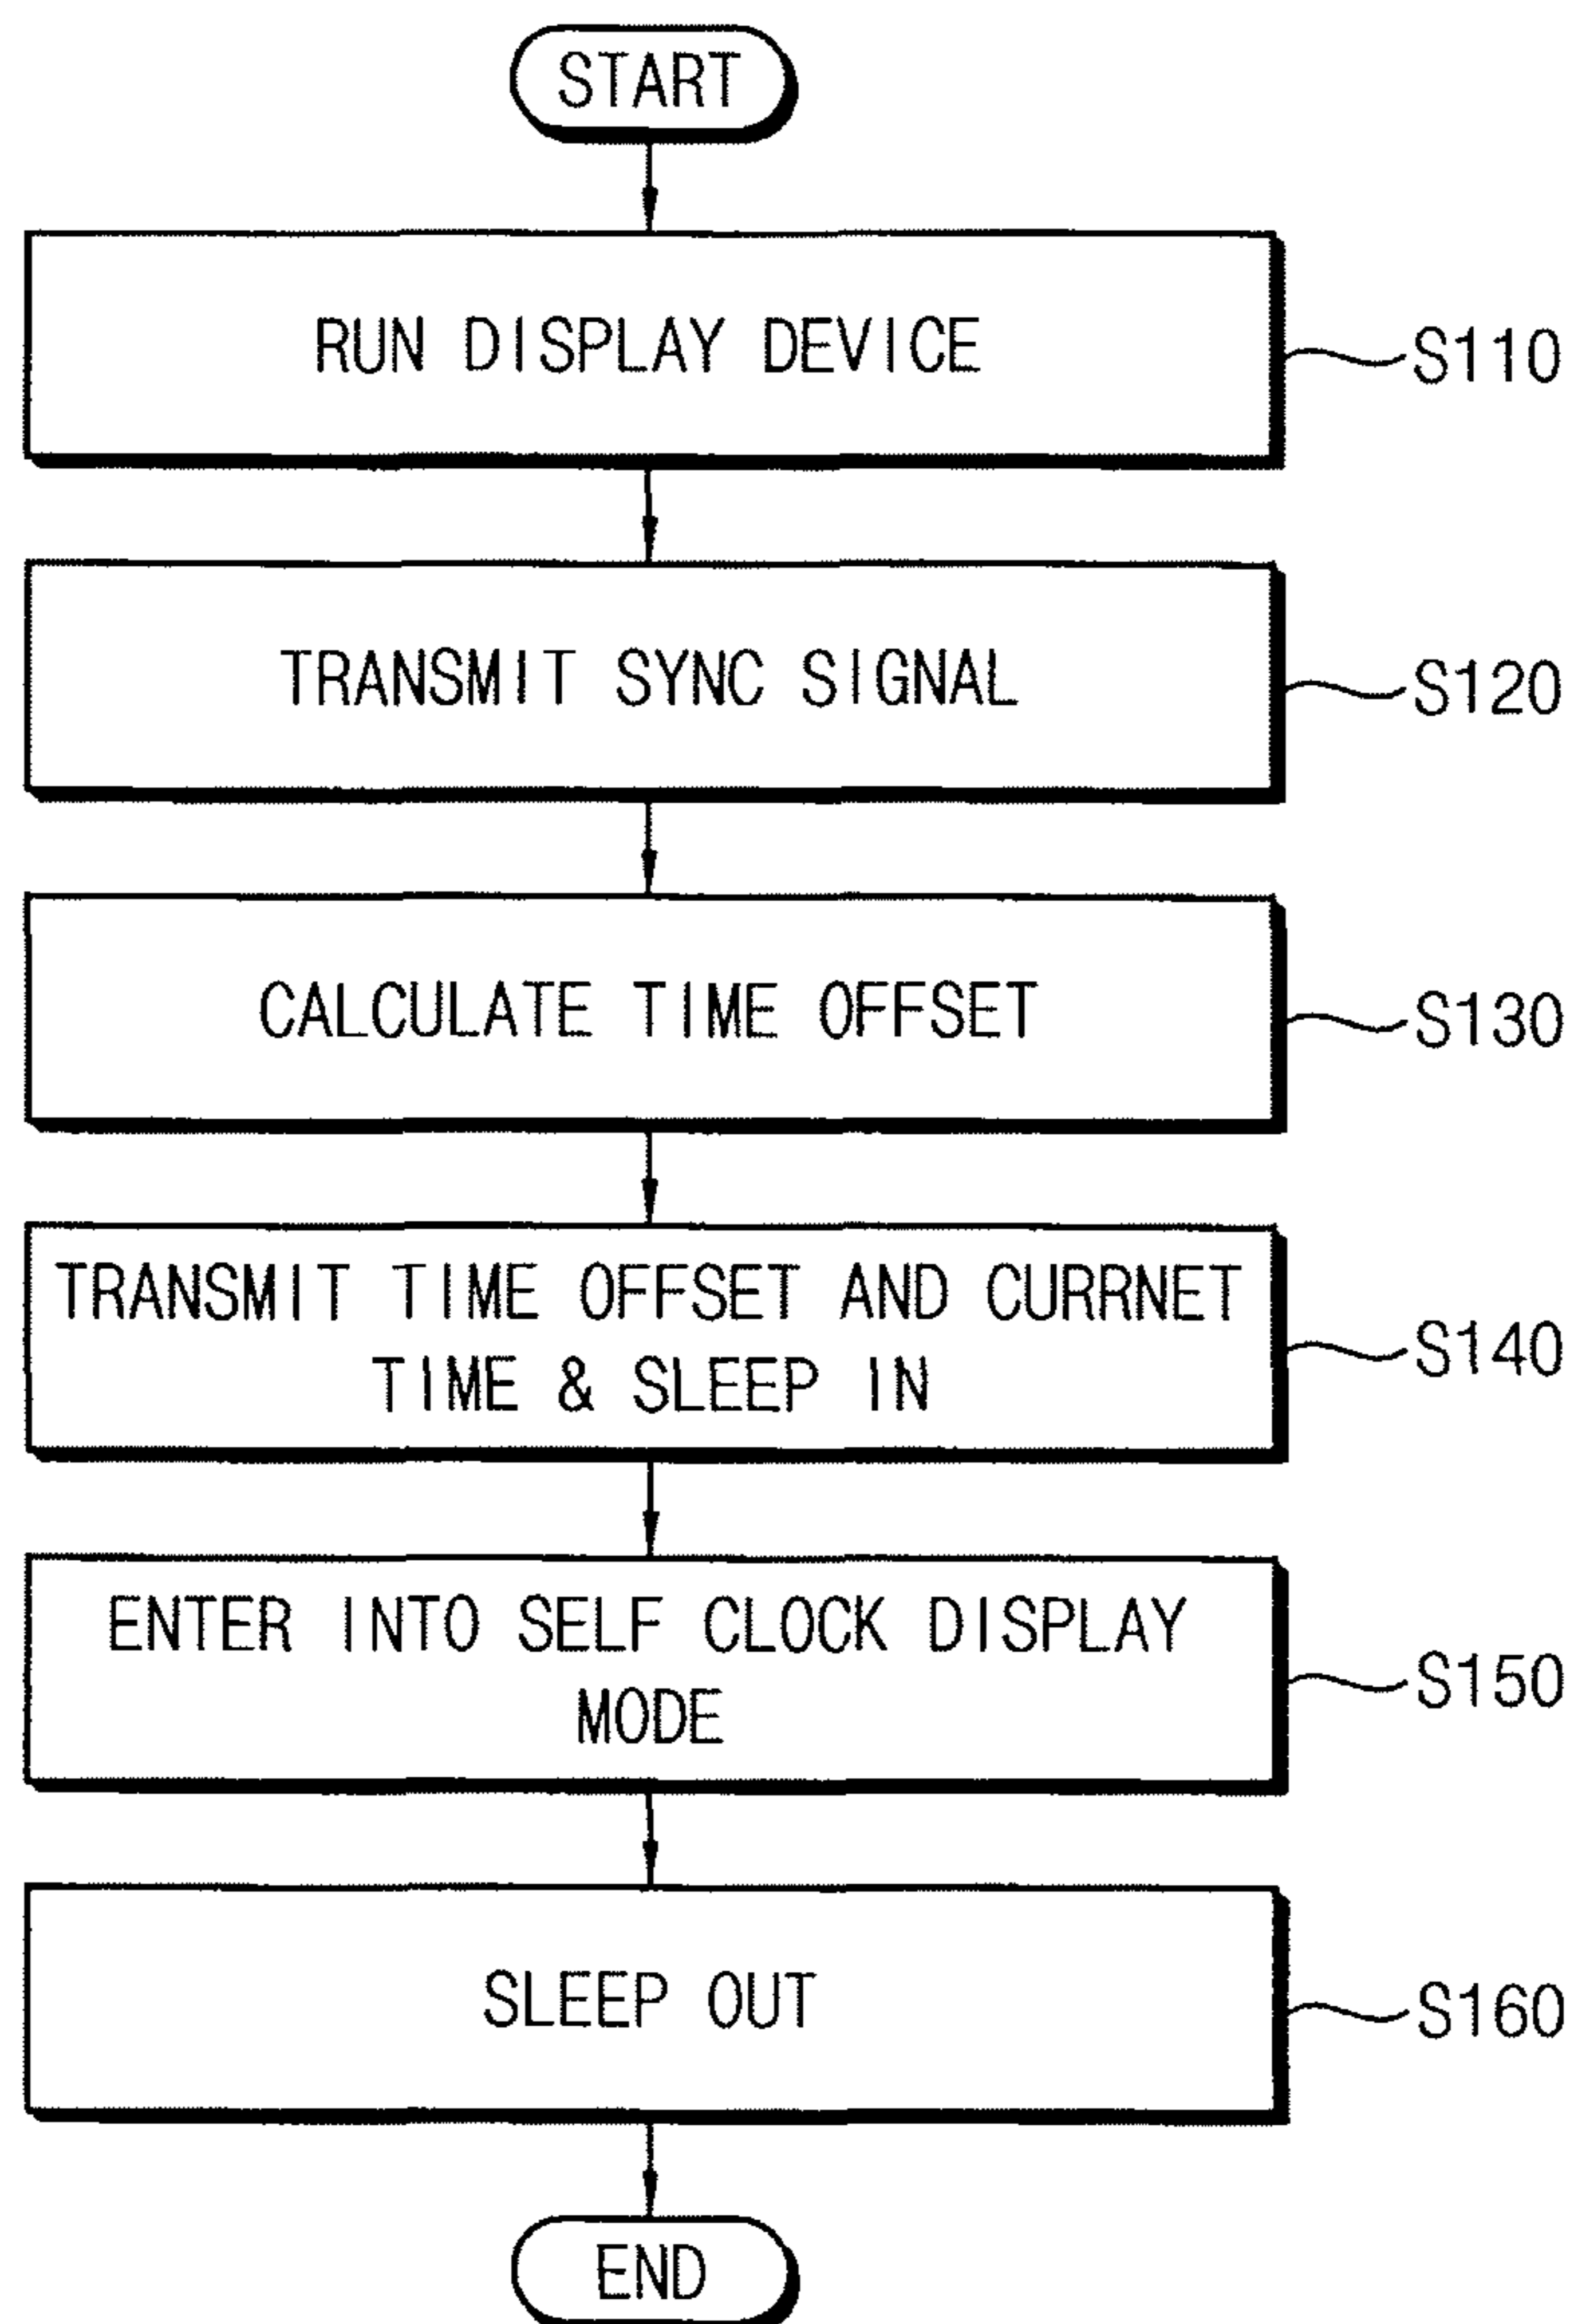 START
RUN DISPLAY DEVICE
S110
TRANSMIT SYNC SIGNAL
S120
CALCULATE TIME OFFSET
S130
TRANSMIT TIME OFFSET AND CURRNET
TIME & SLEEP IN
S140
ENTER INTO SELF CLOCK DISPLAY
MODE
S150
SLEEP OUT
S160
END